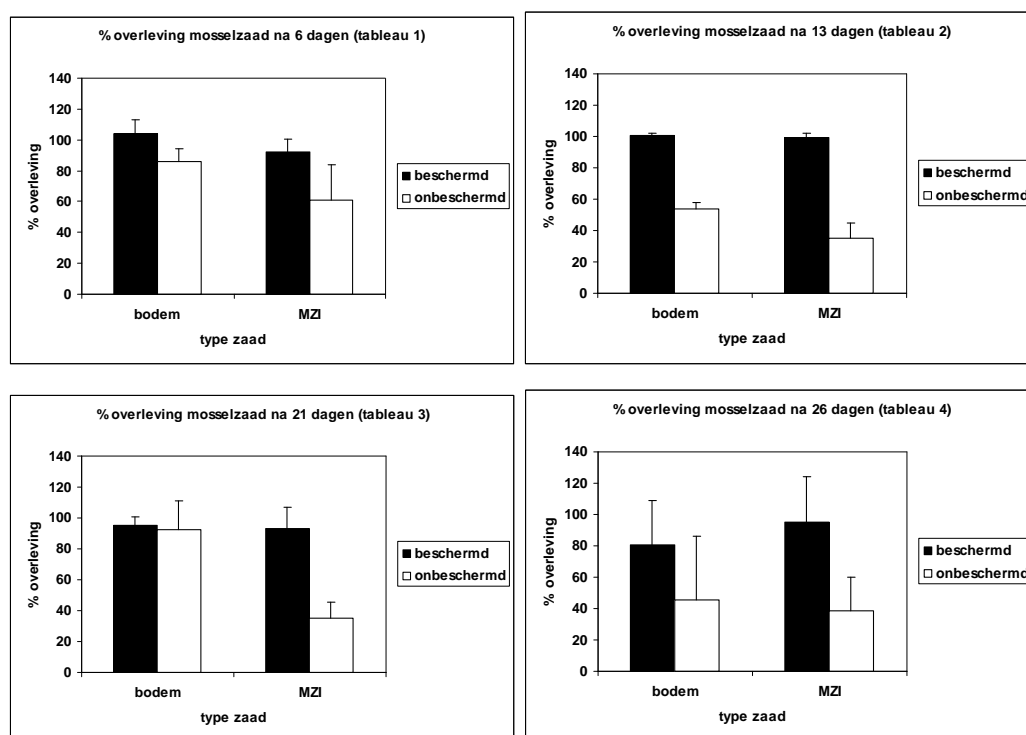 % overleving mosselzaad na 6 dagen (tableau 1)
% overleving
140
120
100
80
60
40
20
0
bodem MZI
type zaad
beschermd
onbeschermd
% overleving mosselzaad na 13 dagen (tableau 2)
% overleving
140
120
100
80
60
40
20
0
bodem MZI
type zaad
beschermd
onbeschermd
% overleving mosselzaad na 21 dagen (tableau 3)
% overleving
140
120
100
80
60
40
20
0
bodem MZI
type zaad
beschermd
onbeschermd
% overleving mosselzaad na 26 dagen (tableau 4)
% overleving
140
120
100
80
60
40
20
0
bodem MZI
type zaad
beschermd
onbeschermd